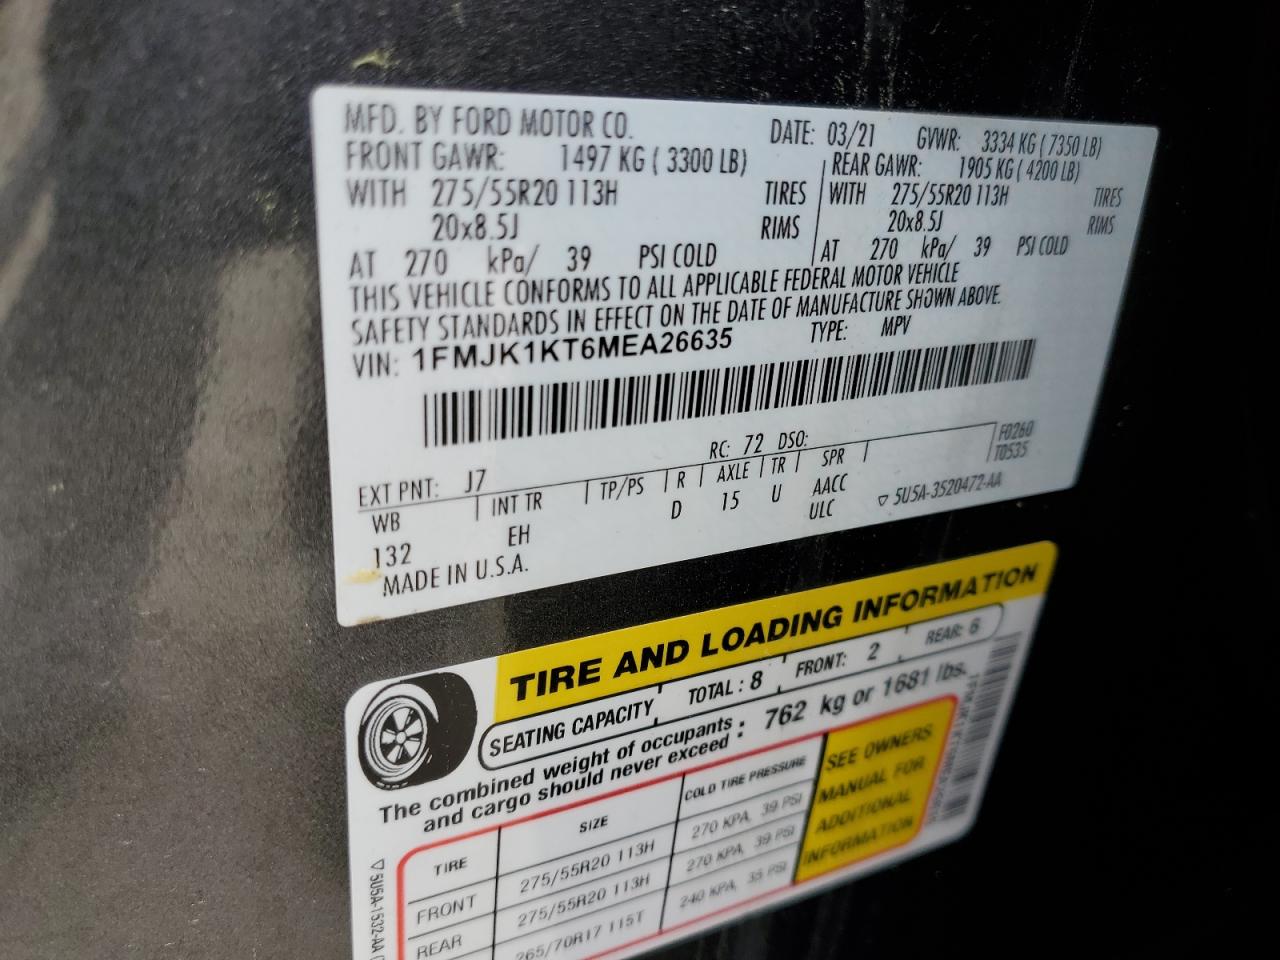 MFD. BY FORD MOTOR CO. DATE: 03/21 GVWR: 3334 KG ( 7350 LB)
FRONT GAWR: 1497 KG ( 3300 LB) REAR GAWR: 1905 KG ( 4200 LB)
WITH 275/55R20 113H TIRES WITH 275/55R20 113H TIRES
20x8.5J RIMS 20x8.5J RIMS
AT 270 kPa/ 39 PSI COLD AT 270 kPa/ 39 PSI COLD
THIS VEHICLE CONFORMS TO ALL APPLICABLE FEDERAL MOTOR VEHICLE
SAFETY STANDARDS IN EFFECT ON THE DATE OF MANUFACTURE SHOWN ABOVE.
VIN: 1FMJK1KT6MEA26635 TYPE: MPV
F0260
T0535
RC: 72 DSO:
EXT PNT: J7
WB INT TR TP/PS R AXLE TR SPR
132 EH D 15 U AACC
ULC
5U5A-3520472-AA
MADE IN U.S.A.
TIRE AND LOADING INFORMATION
SEATING CAPACITY TOTAL : 8 FRONT: 2 REAR: 6
The combined weight of occupants
and cargo should never exceed : 762 kg or 1681 lbs.
TIRE SIZE COLD TIRE PRESSURE
FRONT 275/55R20 113H 270 KPA, 39 PSI
REAR 275/55R20 113H 270 KPA, 39 PSI
265/70R17 115T 240 KPA, 35 PSI
SEE OWNERS
MANUAL FOR
ADDITIONAL
INFORMATION
5U5A-1532-AA